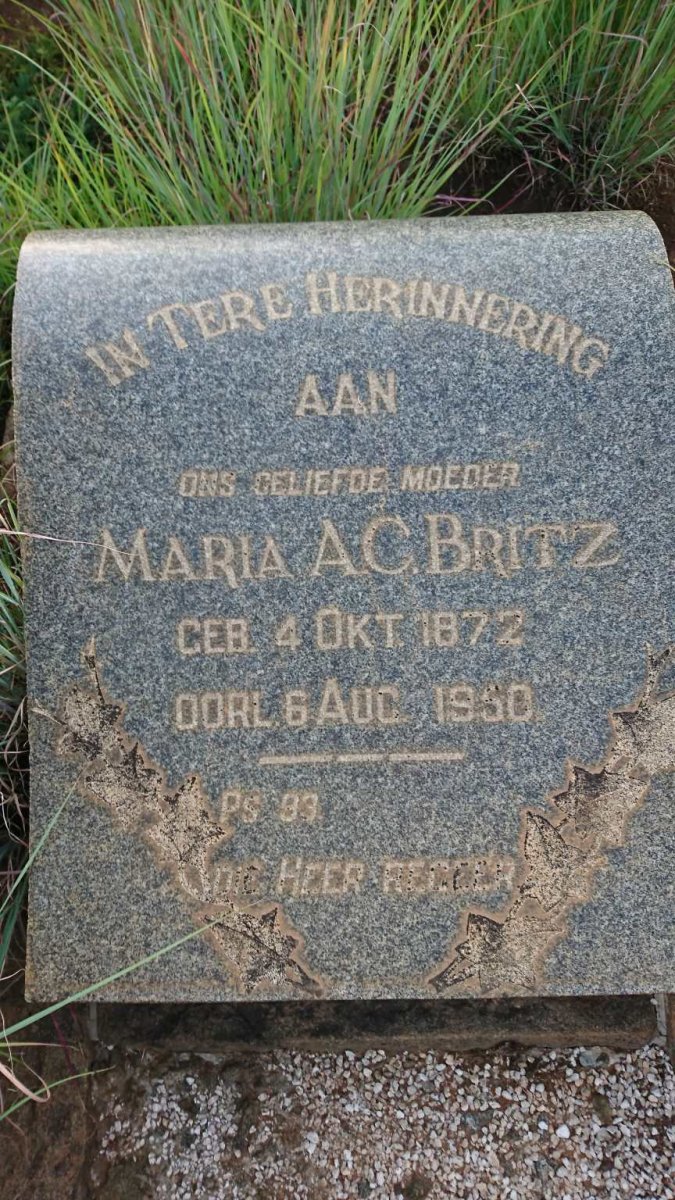 IN TERE HERINNERING
AAN
ONS GELIEFDE MOEDER
MARIA A.C. BRITZ
GEB. 4 OKT 1872
OORL. 6 AUG. 1950.
PS 99.
DIE HEER REGEER